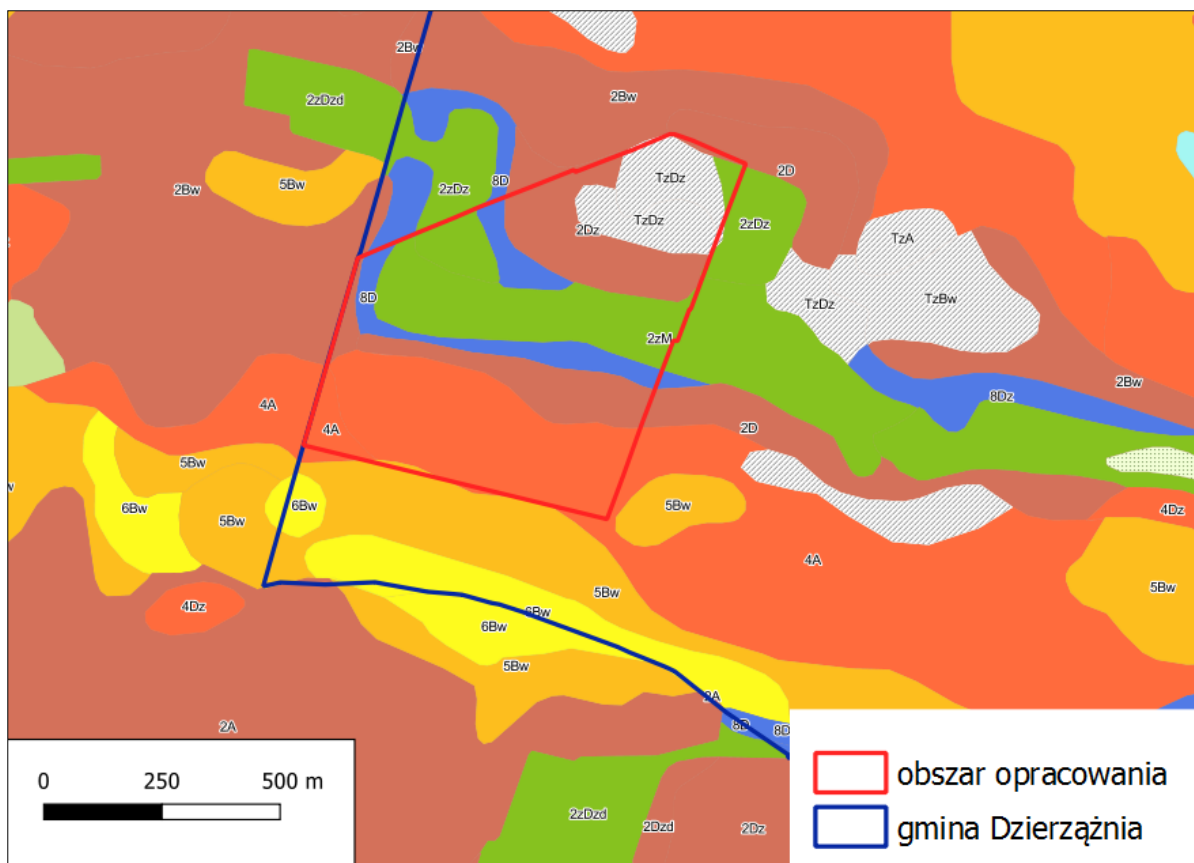 2Bw
2zDzd
2Bw
2D
TzDz
2Bw
5Bw
2zDz
8D
TzDz
2Dz
2zDz
TzA
8D
TzDz
TzBw
2zM
2Bw
8Dz
4A
4A
2D
5Bw
6Bw
5Bw
6Bw
5Bw
4Dz
4A
5Bw
4Dz
5Bw
6Bw
6Bw
5Bw
2A
2A
8D
8D
0 250 500 m
obszar opracowania
gmina Dzierzążnia
2zDzd
2Dzd
2Dz